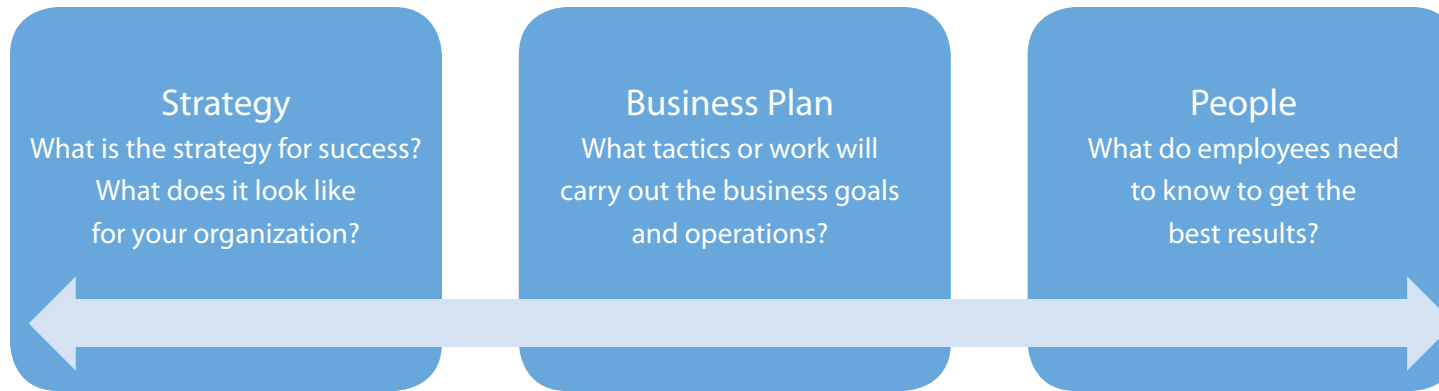 Strategy
What is the strategy for success?
What does it look like
for your organization?
Business Plan
What tactics or work will
carry out the business goals
and operations?
People
What do employees need
to know to get the
best results?